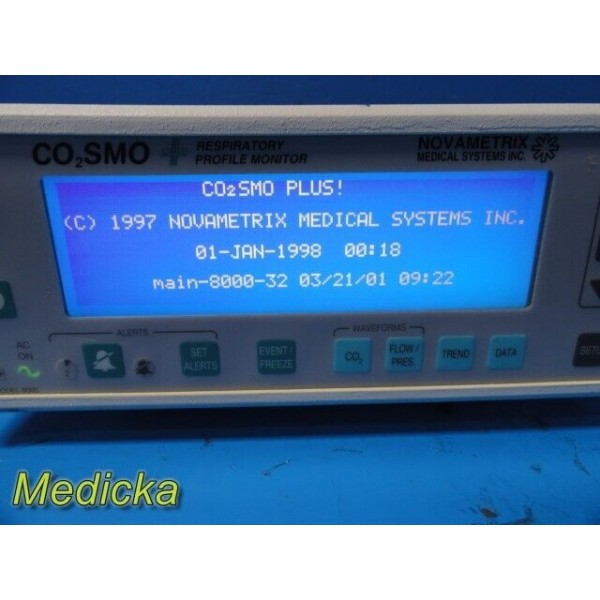 CO₂SMO + RESPIRATORY PROFILE MONITOR
NOVAMETRIX MEDICAL SYSTEMS INC.
CO₂SMO PLUS!
(C) 1997 NOVAMETRIX MEDICAL SYSTEMS INC.
01-JAN-1998 00:18
main-8000-32 03/21/01 09:22
ALERTS
WAVEFORMS
AC
ON
SET
ALERTS
EVENT/
FREEZE
CO₂
FLOW/
PRES.
TREND
DATA
Medicka